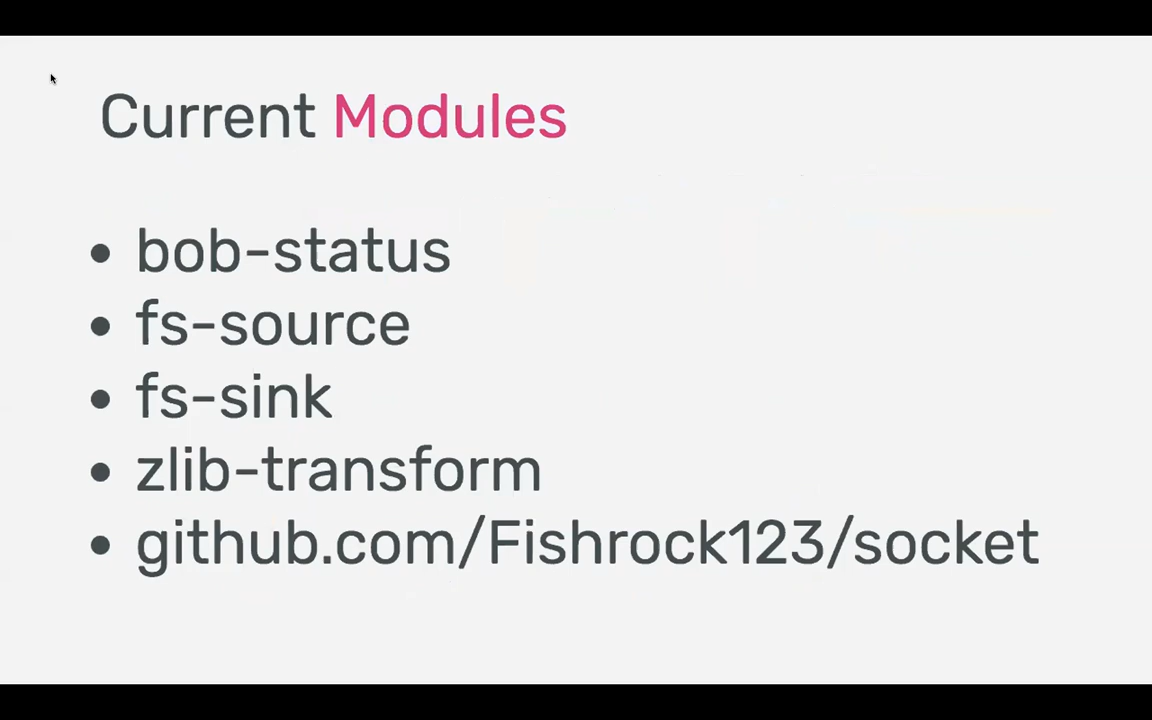 Current Modules
• bob-status
• fs-source
• fs-sink
• zlib-transform
• github.com/Fishrock123/socket